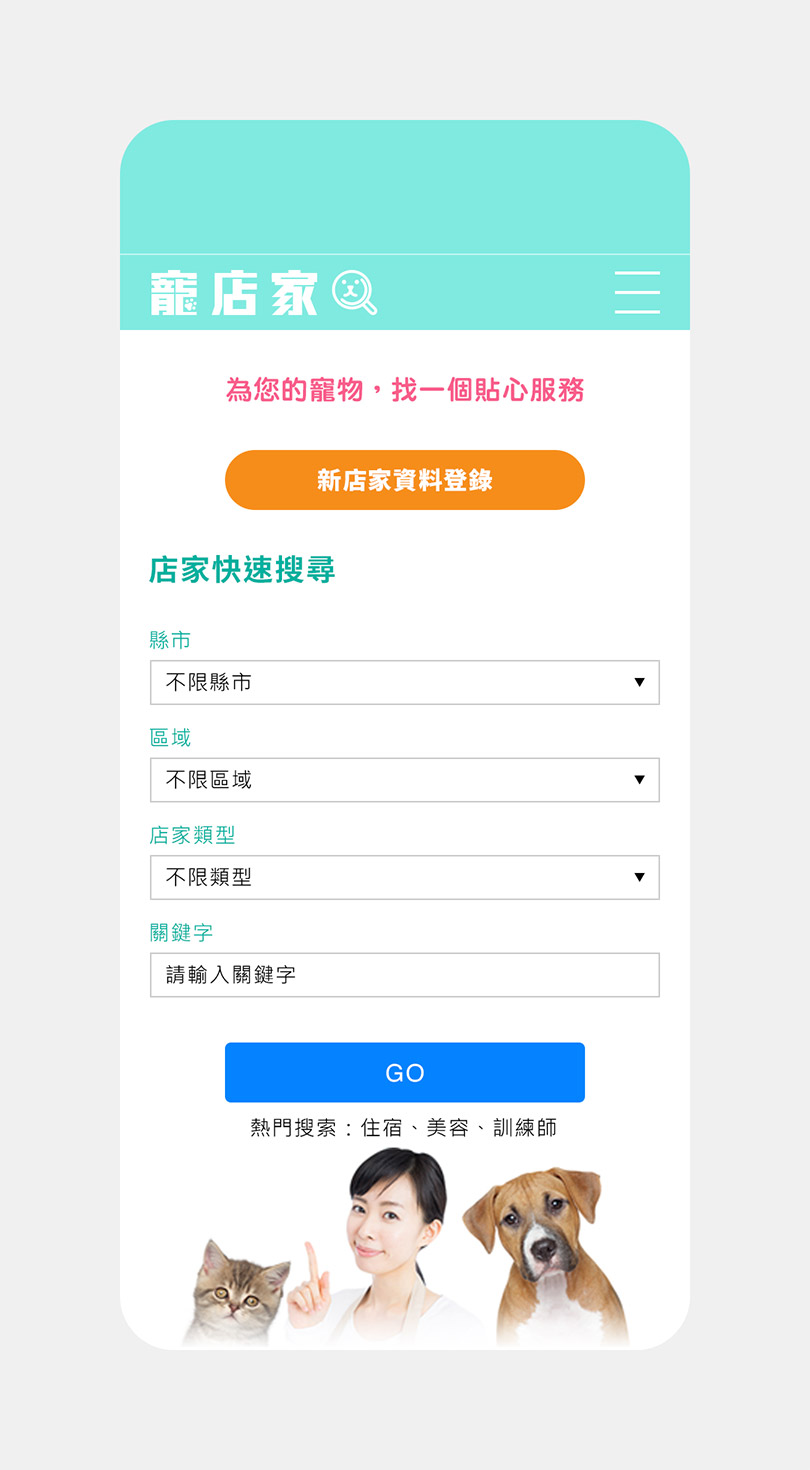 寵店家
為您的寵物，找一個貼心服務
新店家資料登錄
店家快速搜尋
縣市
不限縣市
區域
不限區域
店家類型
不限類型
關鍵字
請輸入關鍵字
GO
熱門搜索：住宿、美容、訓練師